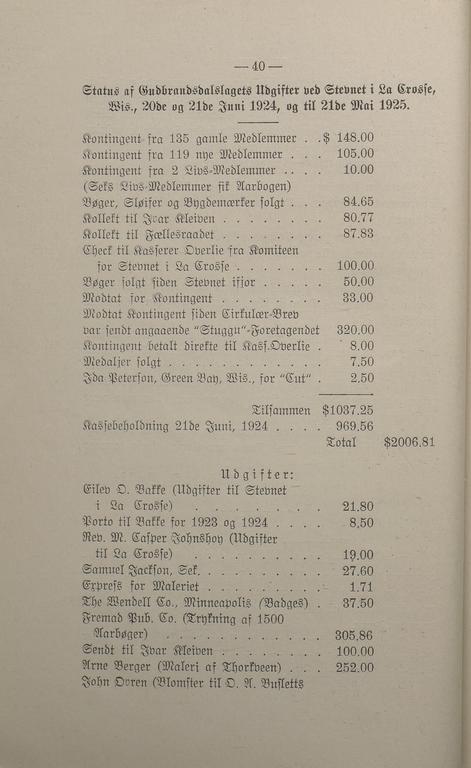 — 40 —
Status af Gudbrandsdalslagets Udgifter ved Stevnet i La Crosse,
Wis., 20de og 21de Juni 1924, og til 21de Mai 1925.
Kontingent fra 135 gamle Medlemmer . . $ 148.00
Kontingent fra 119 nye Medlemmer . . . 105.00
Kontingent fra 2 Livs-Medlemmer . . . . 10.00
(Seks Livs-Medlemmer fik Aarbogen)
Bøger, Sløifer og Bygdemærker solgt . . . 84.65
Kollekt til Ivar Kleiven . . . . . . . . 80.77
Kollekt til Fællesraadet . . . . . . . . 87.83
Check til Kasserer Overlie fra Komiteen
for Stevnet i La Crosse . . . . . . . 100.00
Bøger solgt siden Stevnet ifjor . . . . . 50.00
Modtat for Kontingent . . . . . . . 33.00
Modtat Kontingent siden Cirkulær-Brev
var sendt angaaende "Stuggu"-Foretagendet 320.00
Kontingent betalt direkte til Kass. Overlie . 8.00
Medaljer solgt . . . . . . . . . . . . 7.50
Ida Peterson, Green Bay, Wis., for "Cut" . 2.50
Tilsammen $1037.25
Kassebeholdning 21de Juni, 1924 . . . . 969,56
Total $2006.81
Udgifter:
Eilev O. Bakke (Udgifter til Stevnet
i La Crosse) . . . . . . . . 21.80
Porto til Bakke for 1923 og 1924 . . . . 8,50
Rev. M. Casper Johnshoy (Udgifter
til La Crosse) . . . . . . . . . . 19.00
Samuel Jackson, Sek. . . . . . . . . . 27.60
Express for Maleriet . . . . . . . . . 1.71
The Wendell Co., Minneapolis (Badges) . 37.50
Fremad Pub. Co. (Trykning af 1500
Aarbøger) . . . . . . . . . . . . 305.86
Sendt til Ivar Kleiven . . . . . . . . 100.00
Arne Berger (Maleri af Thorkveen) . . . 252.00
John Ovren (Blomster til O. A. Busletts